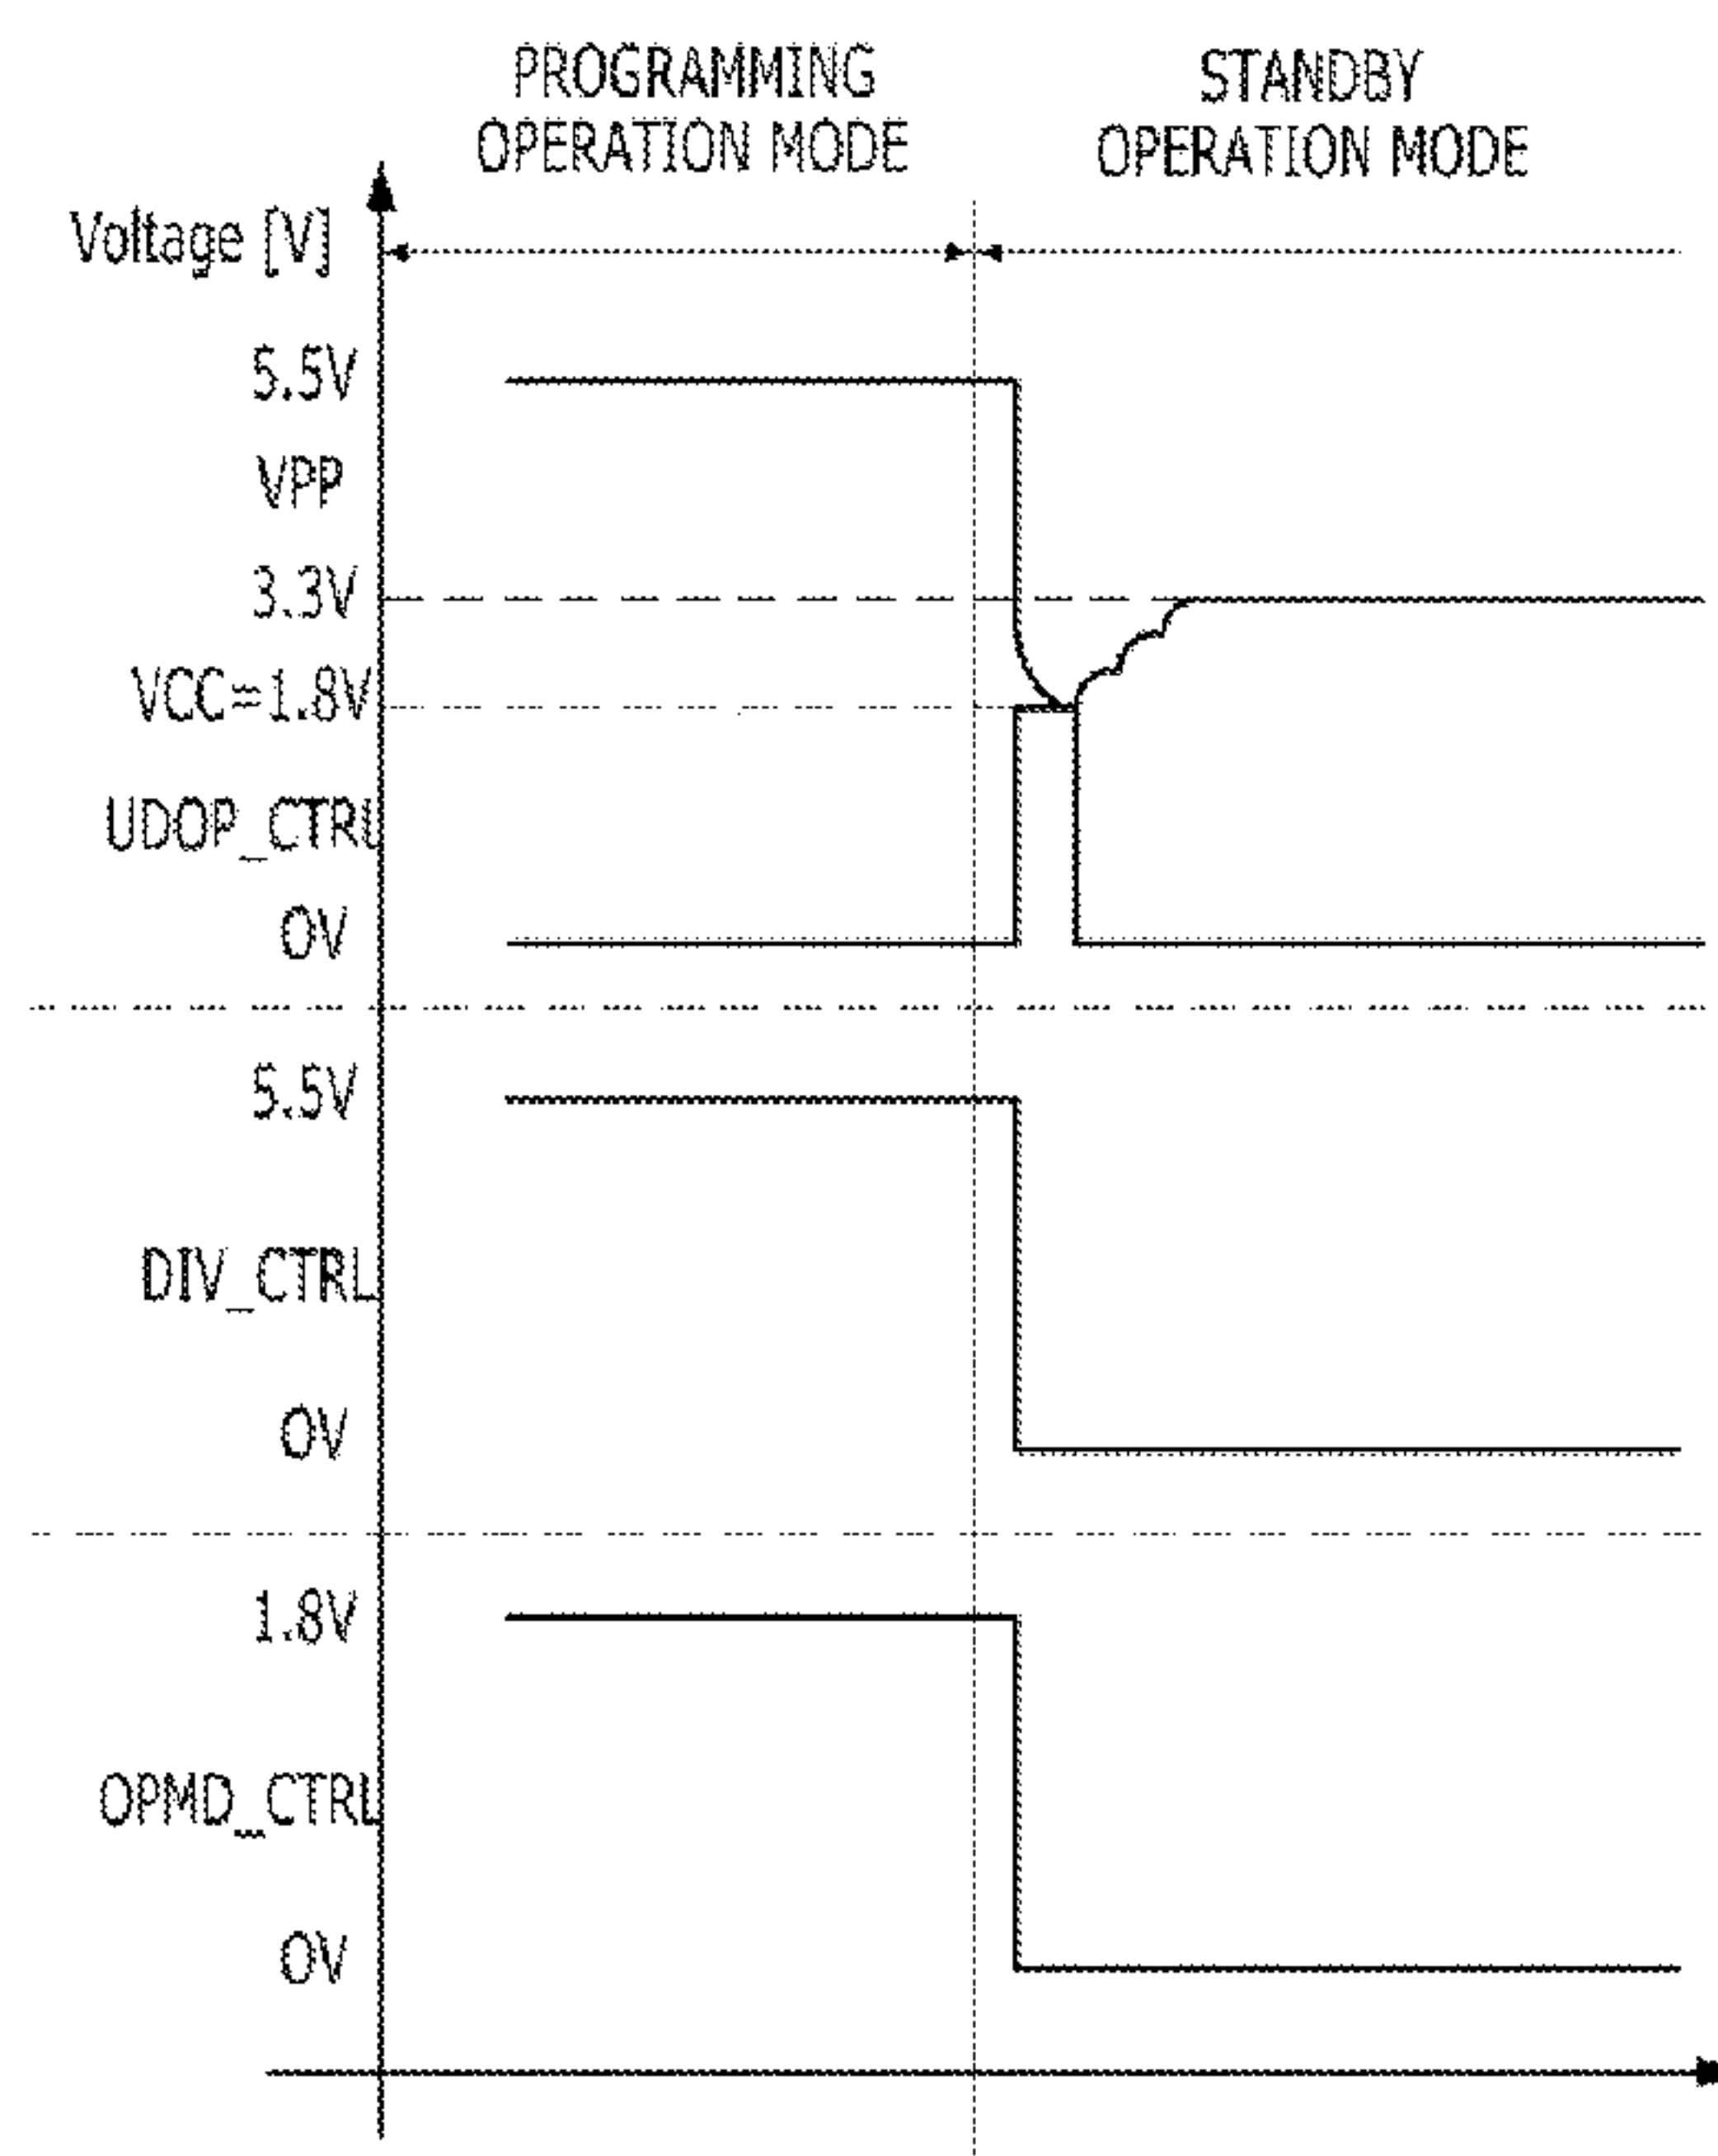 PROGRAMMING
OPERATION MODE
STANDBY
OPERATION MODE
Voltage [V]
5.5V
VPP
3.3V
VCC=1.8V
UDOP_CTRL
0V
5.5V
DIV_CTRL
0V
1.8V
OPMD_CTRL
0V